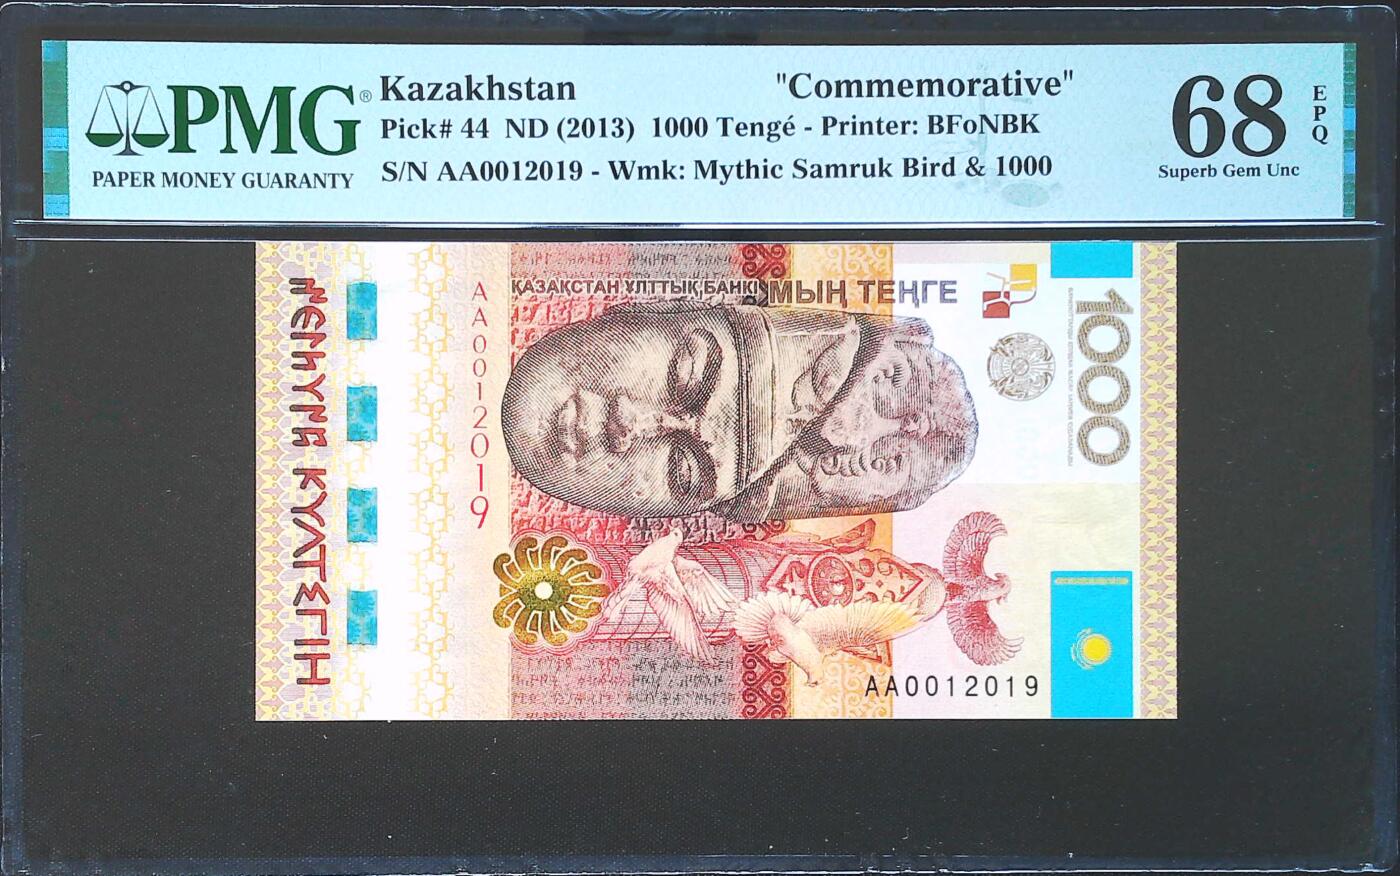 PMG®
PAPER MONEY GUARANTY
Kazakhstan "Commemorative"
Pick# 44 ND (2013) 1000 Tengé - Printer: BFoNBK
S/N AA0012019 - Wmk: Mythic Samruk Bird & 1000
68
EPQ
Superb Gem Unc
ҚАЗАҚСТАН ҰЛТТЫҚ БАНКІ
МЫҢ ТЕҢГЕ
1000
AA0012019
КҮЛТЕГІН
AA0012019